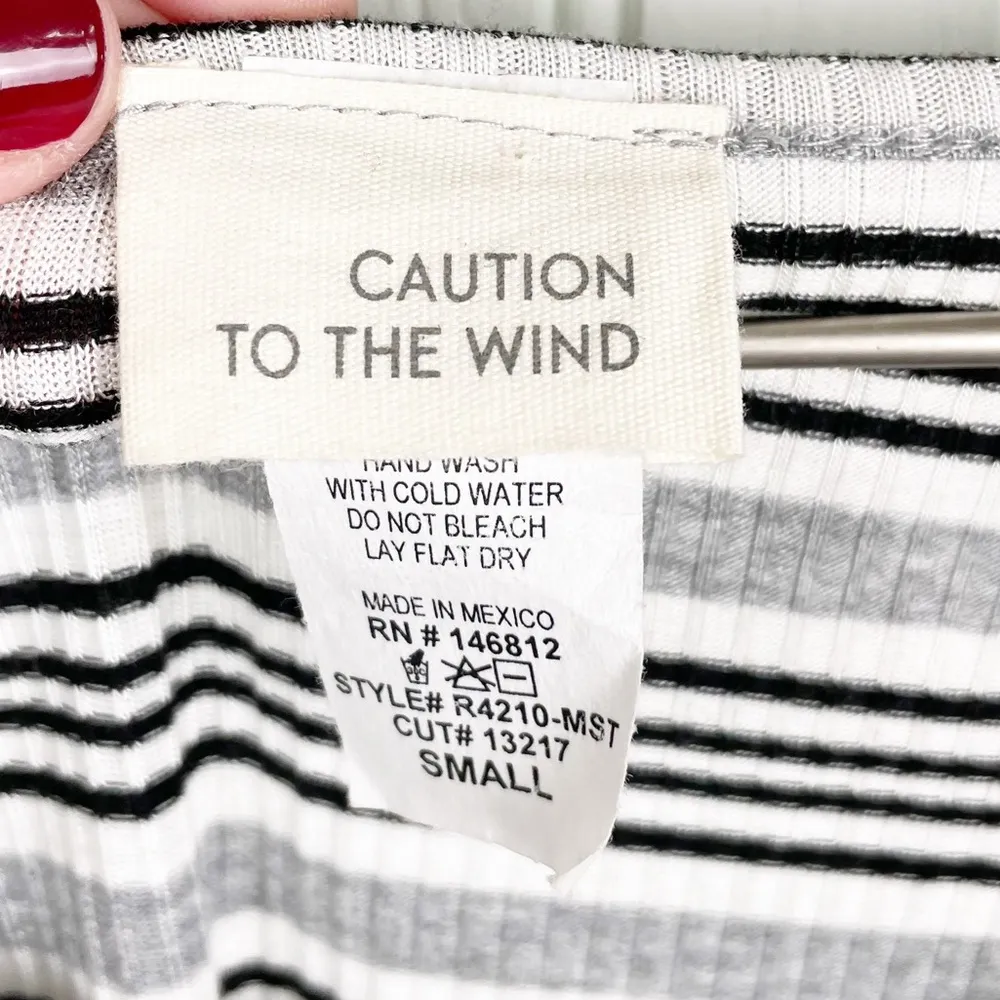 CAUTION
TO THE WIND
HAND WASH
WITH COLD WATER
DO NOT BLEACH
LAY FLAT DRY
MADE IN MEXICO
RN # 146812
STYLE# R4210-MST
CUT# 13217
SMALL